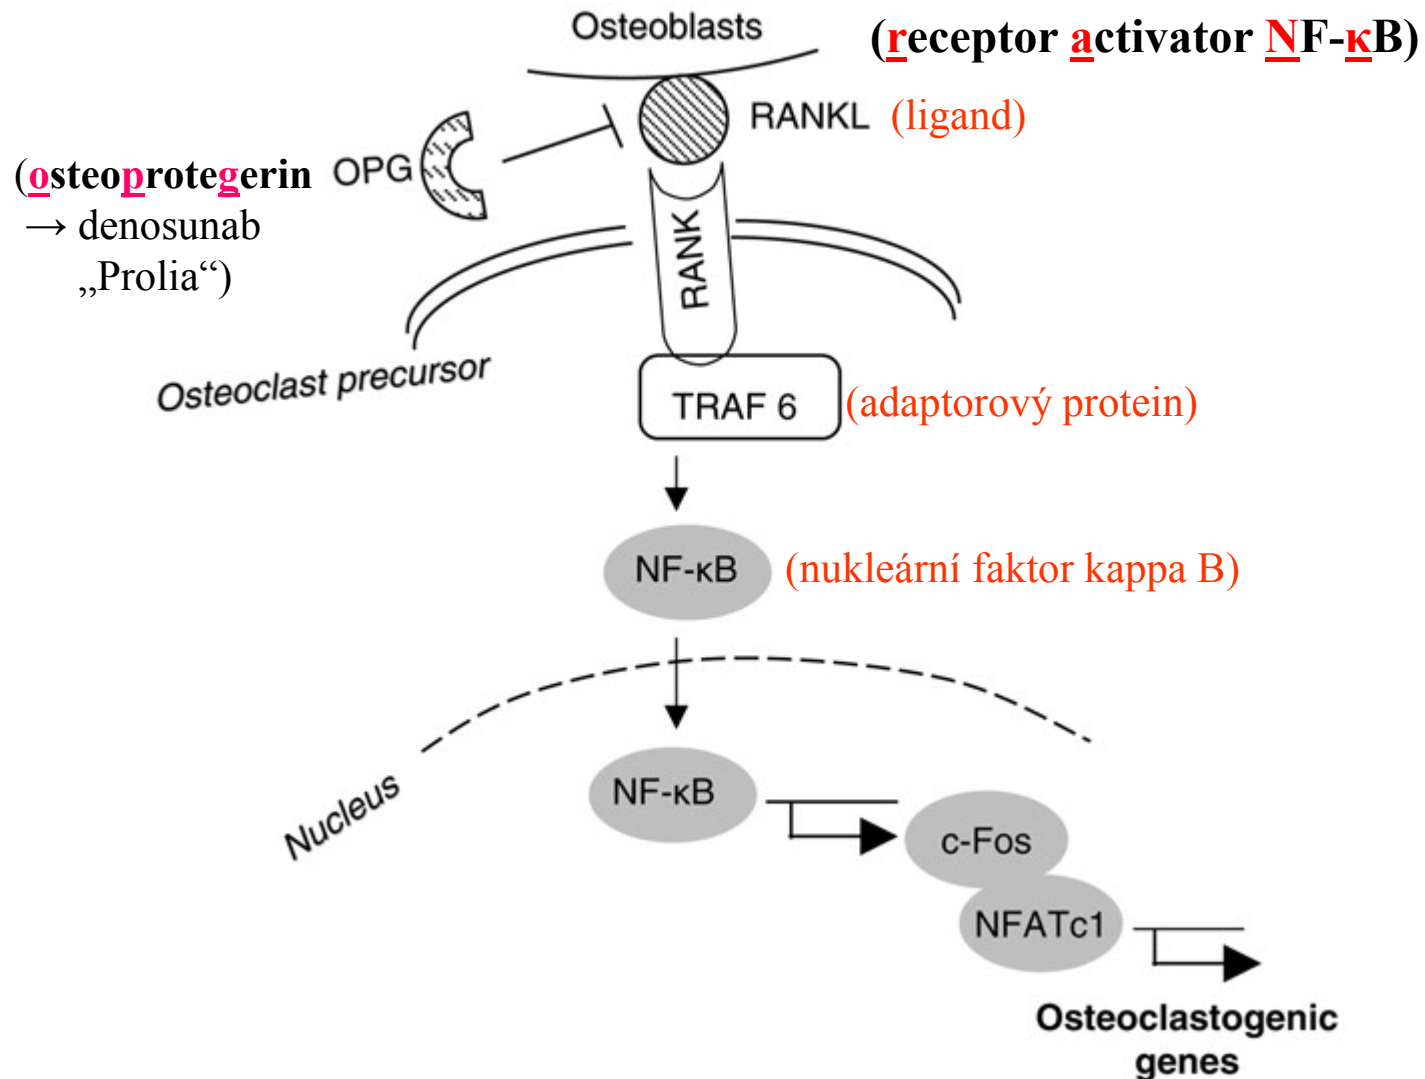 Osteoblasts
(receptor activator NF-κB)
RANKL (ligand)
(osteoprotegerin
OPG
→ denosunab
„Prolia“)
RANK
Osteoclast precursor
TRAF 6
(adaptorový protein)
NF-κB
(nukleární faktor kappa B)
Nucleus
NF-κB
c-Fos
NFATc1
Osteoclastogenic
genes